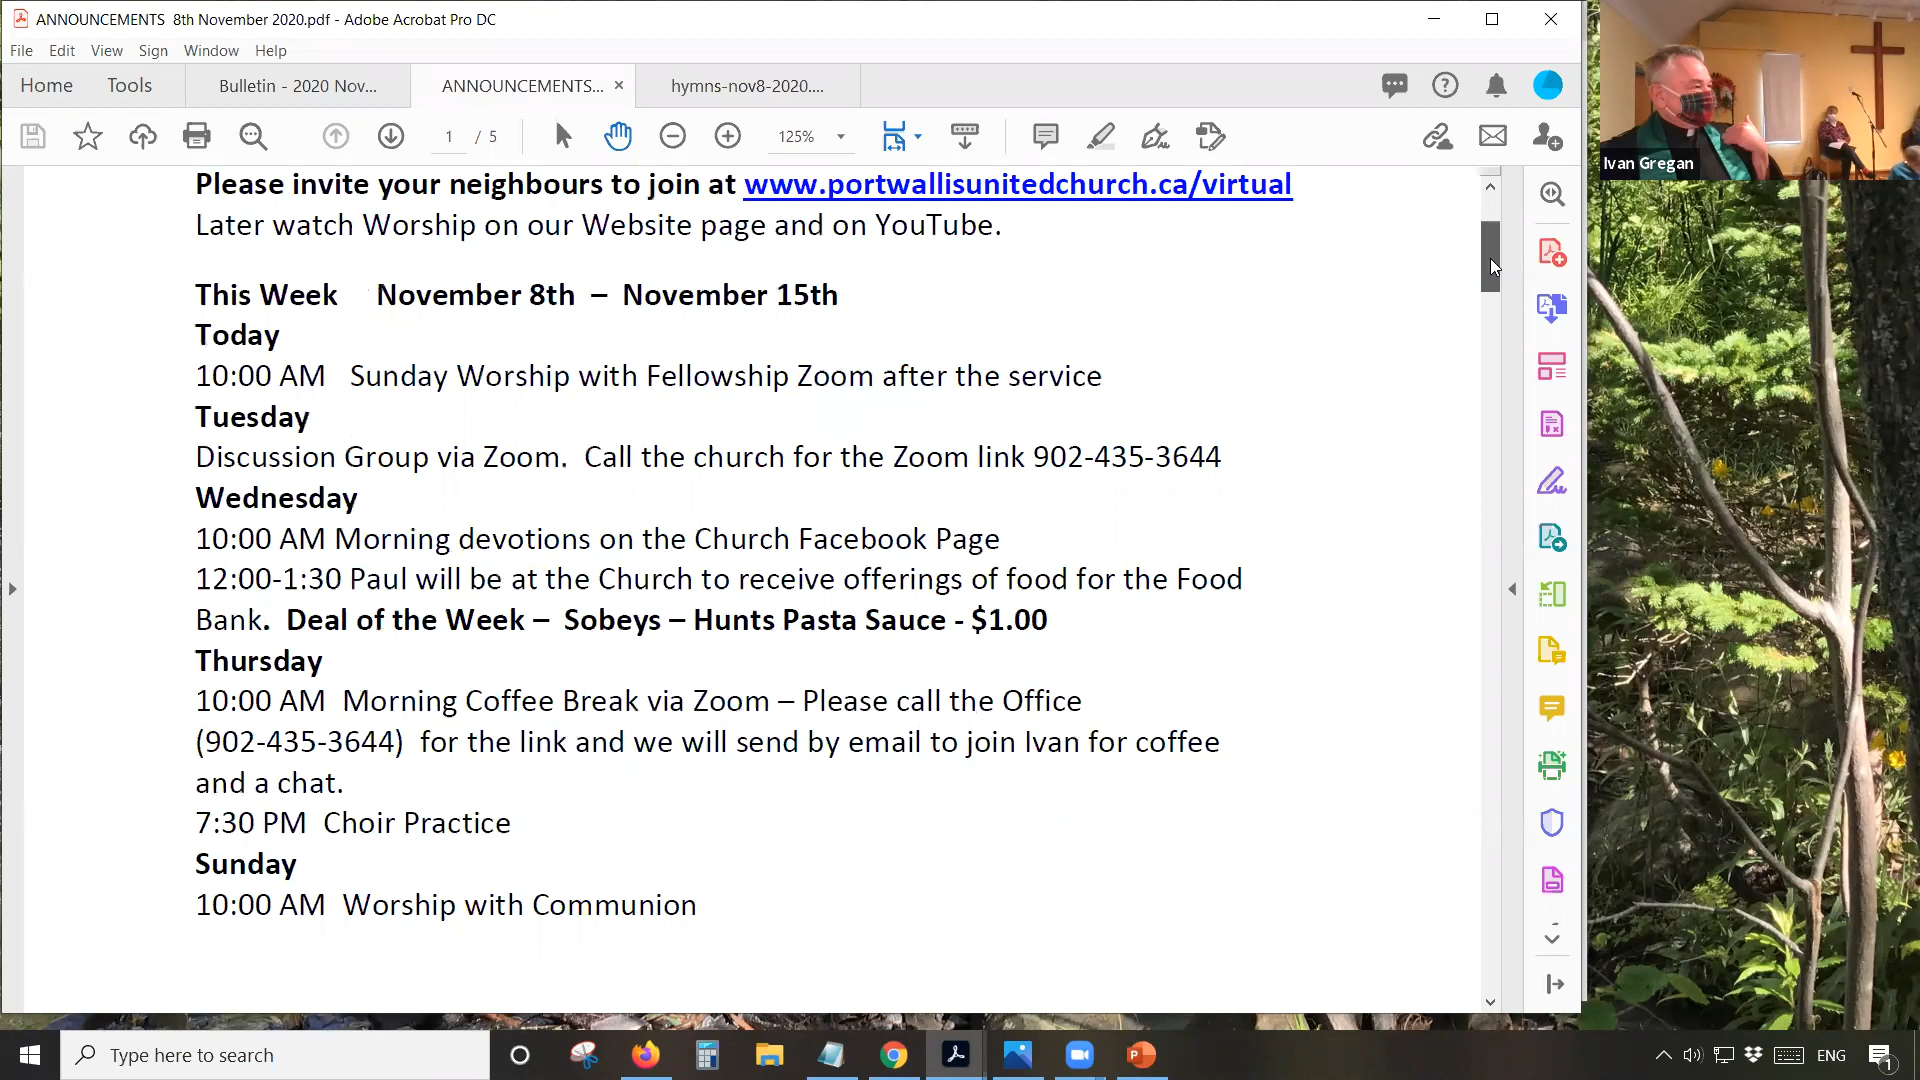 ANNOUNCEMENTS  8th November 2020.pdf - Adobe Acrobat Pro DC
File Edit View Sign Window Help
Home Tools Bulletin - 2020 Nov... ANNOUNCEMENTS... × hymns-nov8-2020....
1 / 5 125%
Ivan Gregan
Please invite your neighbours to join at www.portwallisunitedchurch.ca/virtual
Later watch Worship on our Website page and on YouTube.
This Week November 8th – November 15th
Today
10:00 AM Sunday Worship with Fellowship Zoom after the service
Tuesday
Discussion Group via Zoom. Call the church for the Zoom link 902-435-3644
Wednesday
10:00 AM Morning devotions on the Church Facebook Page
12:00-1:30 Paul will be at the Church to receive offerings of food for the Food
Bank. Deal of the Week – Sobeys – Hunts Pasta Sauce - $1.00
Thursday
10:00 AM Morning Coffee Break via Zoom – Please call the Office
(902-435-3644) for the link and we will send by email to join Ivan for coffee
and a chat.
7:30 PM Choir Practice
Sunday
10:00 AM Worship with Communion
Type here to search
ENG
1